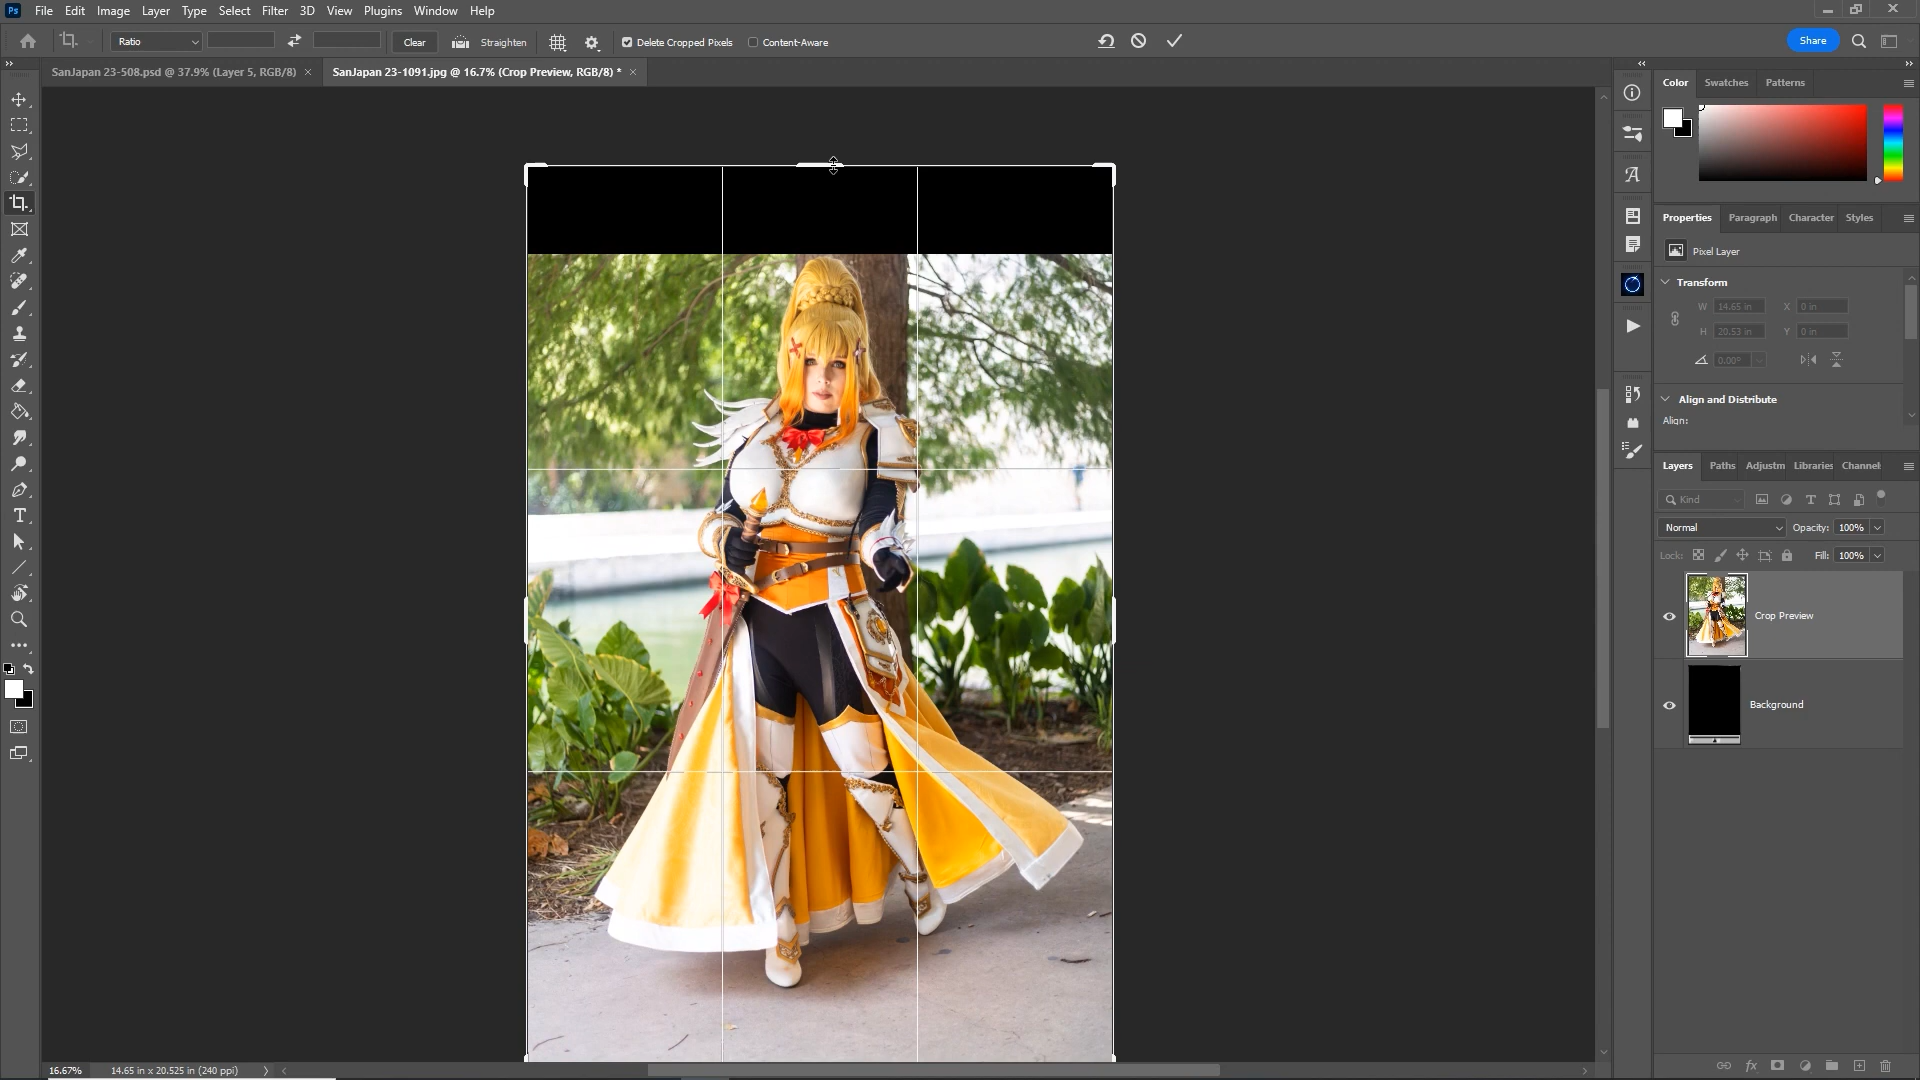 Ps File Edit Image Layer Type Select Filter 3D View Plugins Window Help
Ratio Clear Straighten Delete Cropped Pixels Content-Aware Share
SanJapan 23-508.psd @ 37.9% (Layer 5, RGB/8) × SanJapan 23-1091.jpg @ 16.7% (Crop Preview, RGB/8) * ×
Color Swatches Patterns
Properties Paragraph Character Styles
Pixel Layer
Transform
W 14.65 in X 0 in
H 20.53 in Y 0 in
0.00°
Align and Distribute
Align:
Layers Paths Adjustm Libraries Channel
Kind
Normal Opacity: 100%
Lock: Fill: 100%
Crop Preview
Background
fx
16.67% 14.65 in x 20.525 in (240 ppi)